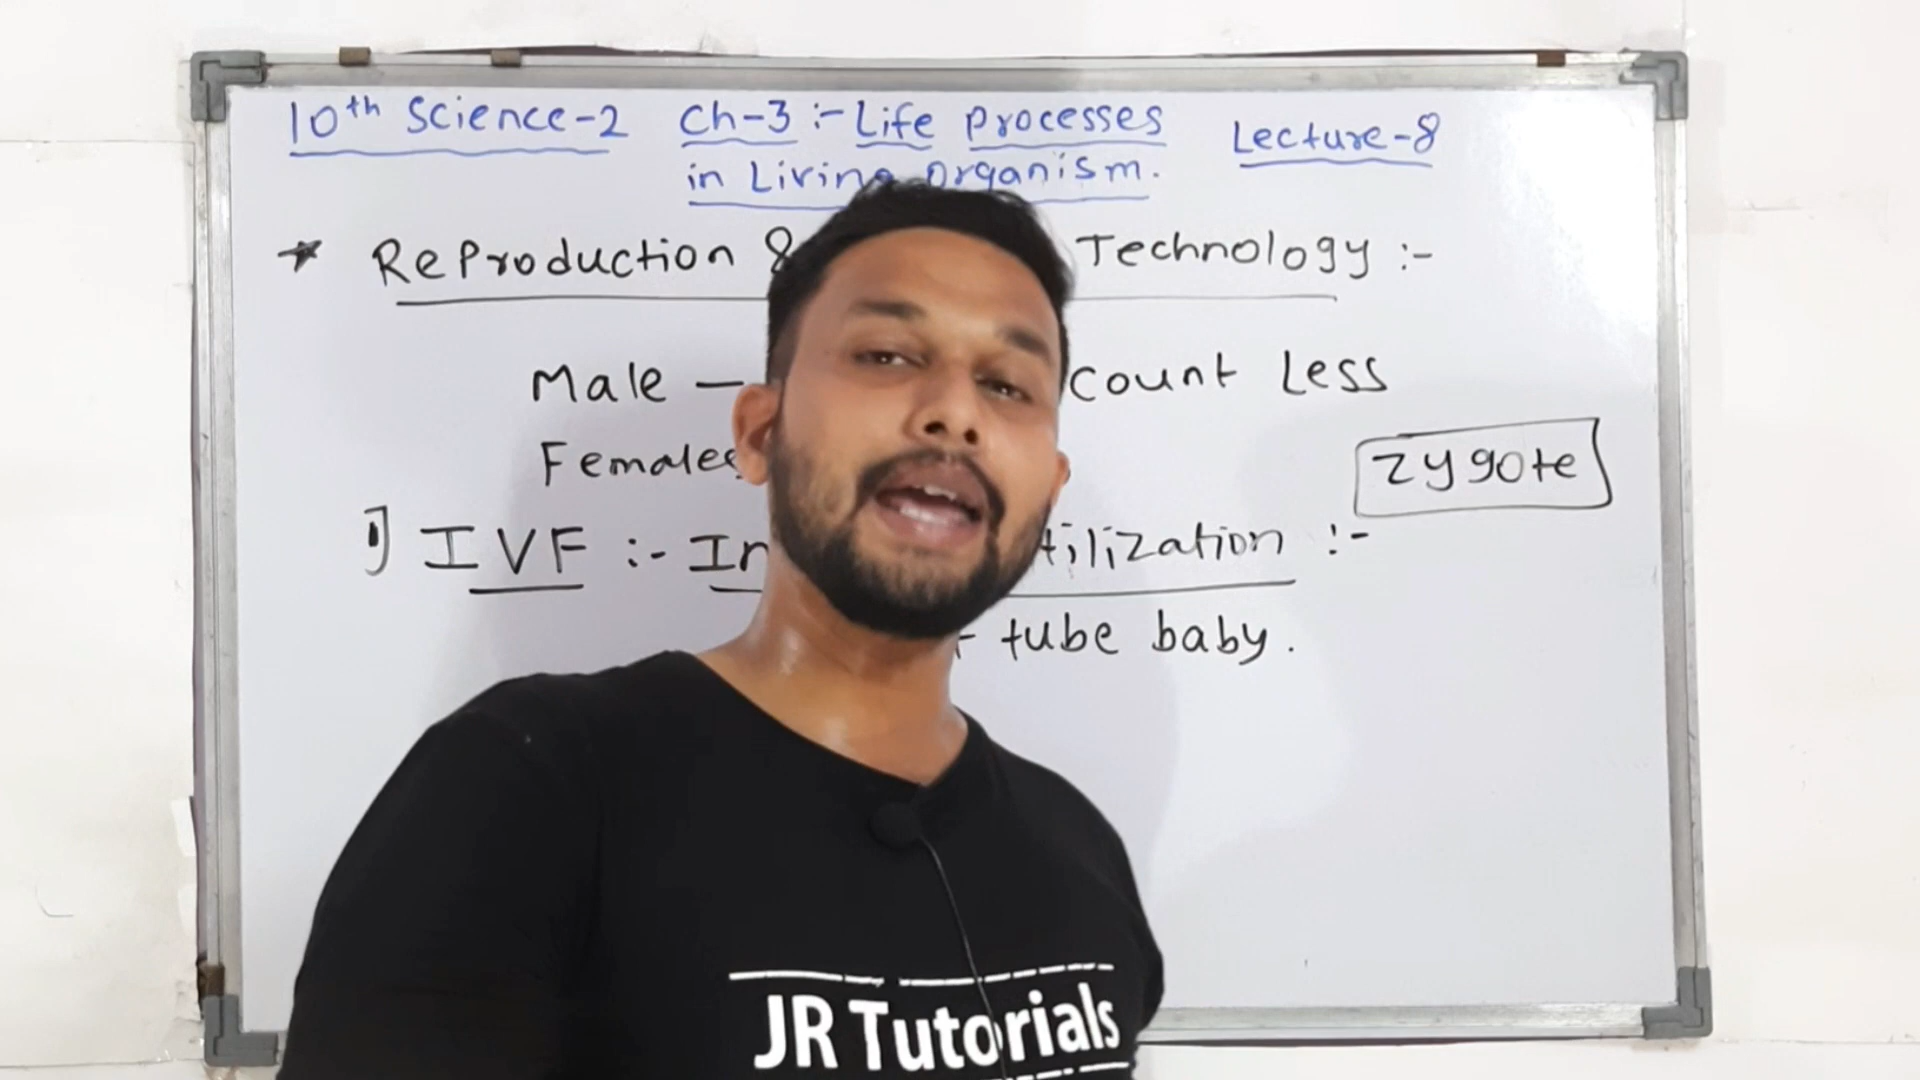 10th Science-2 Ch-3 :- Life Processes Lecture-8
in Living Organism.
* Reproduction & Technology :-
Male — count Less
Females
zygote
1) IVF :- In tilization :-
tube baby.
JR Tutorials